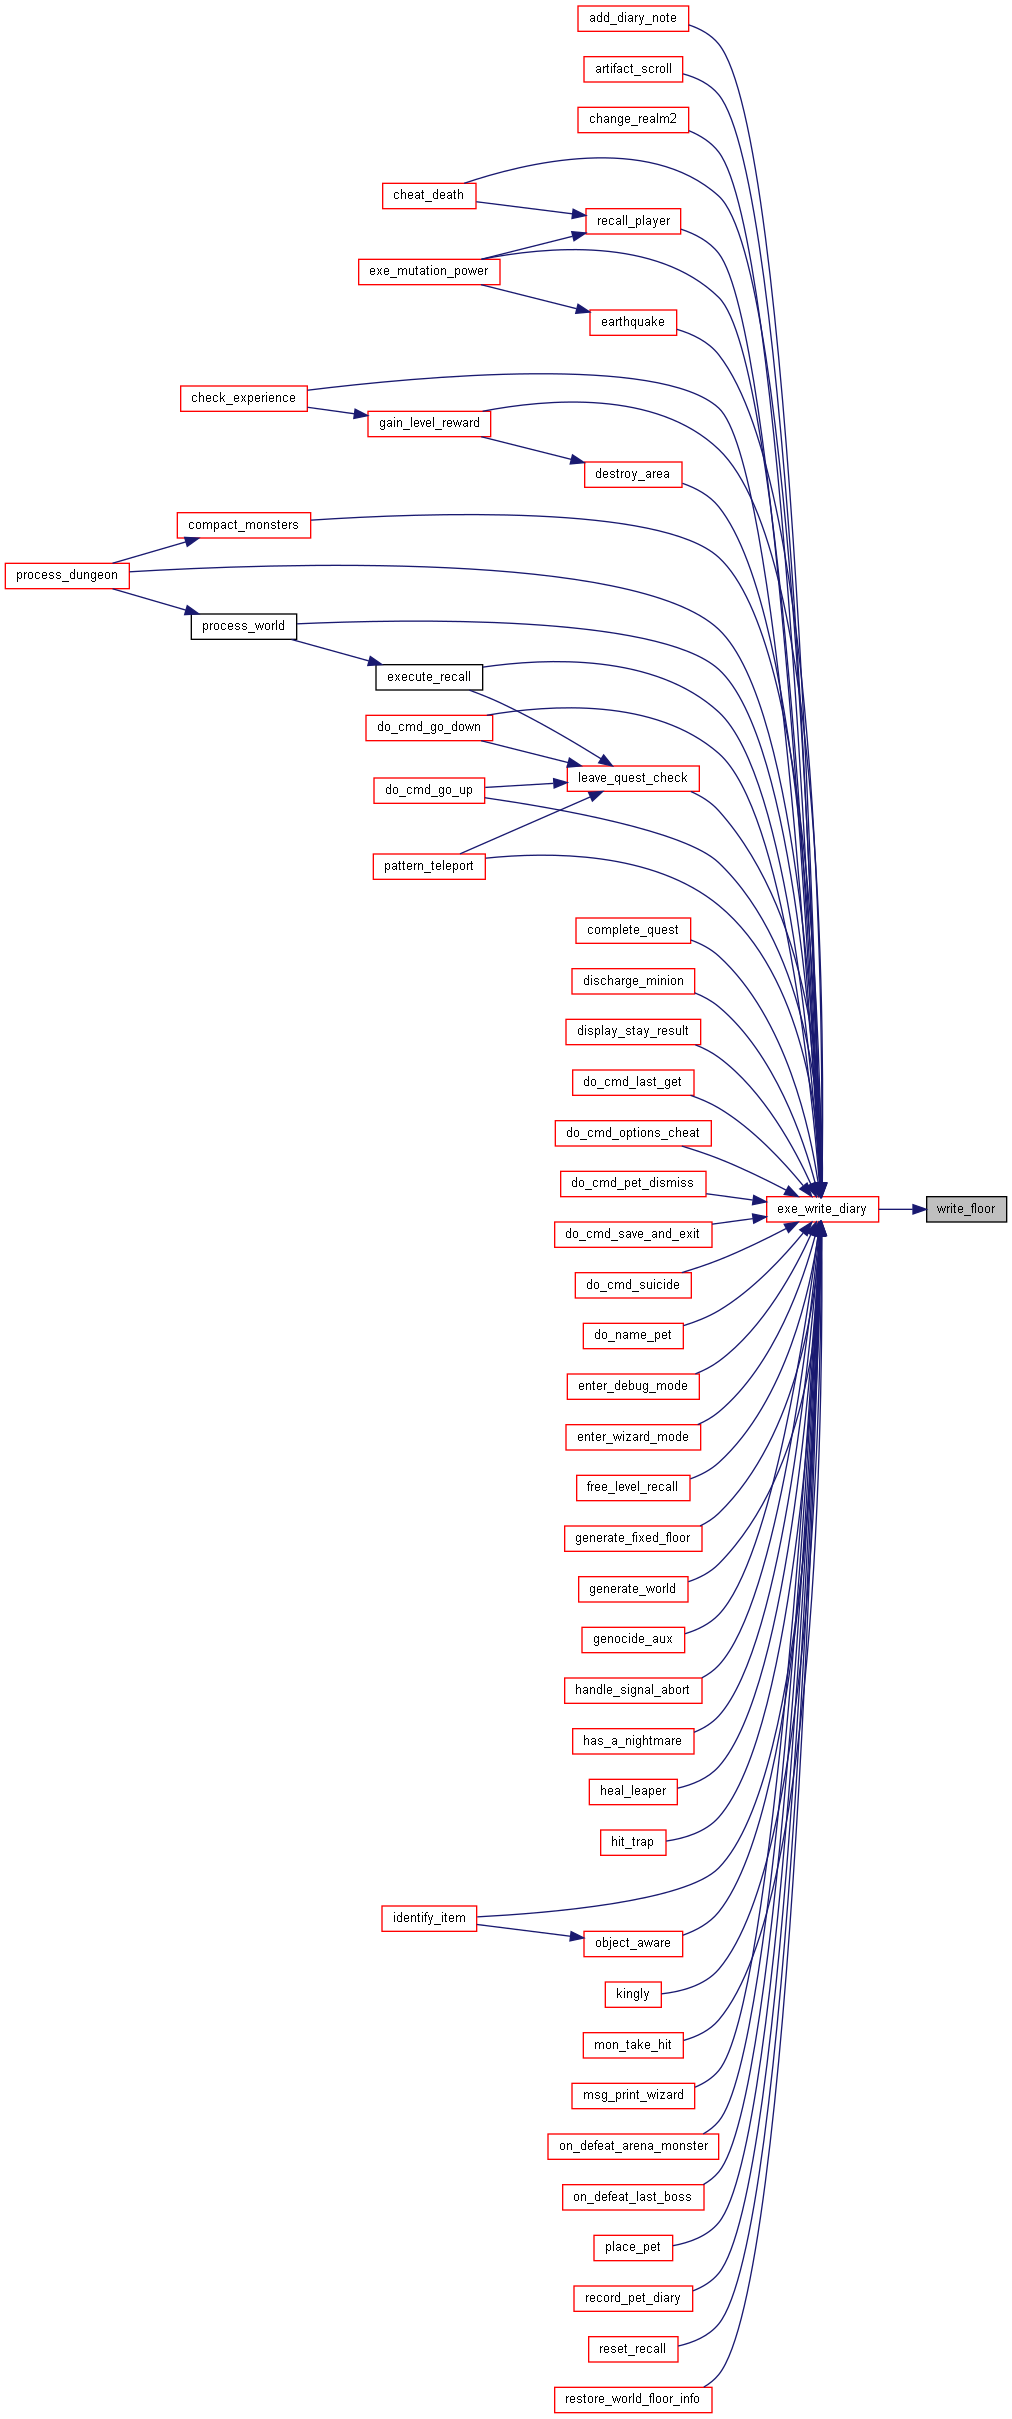 add_diary_note
artifact_scroll
change_realm2
cheat_death
recall_player
exe_mutation_power
earthquake
check_experience
gain_level_reward
destroy_area
compact_monsters
process_dungeon
process_world
execute_recall
do_cmd_go_down
leave_quest_check
do_cmd_go_up
pattern_teleport
complete_quest
discharge_minion
display_stay_result
do_cmd_last_get
do_cmd_options_cheat
do_cmd_pet_dismiss
exe_write_diary
write_floor
do_cmd_save_and_exit
do_cmd_suicide
do_name_pet
enter_debug_mode
enter_wizard_mode
free_level_recall
generate_fixed_floor
generate_world
genocide_aux
handle_signal_abort
has_a_nightmare
heal_leaper
hit_trap
identify_item
object_aware
kingly
mon_take_hit
msg_print_wizard
on_defeat_arena_monster
on_defeat_last_boss
place_pet
record_pet_diary
reset_recall
restore_world_floor_info